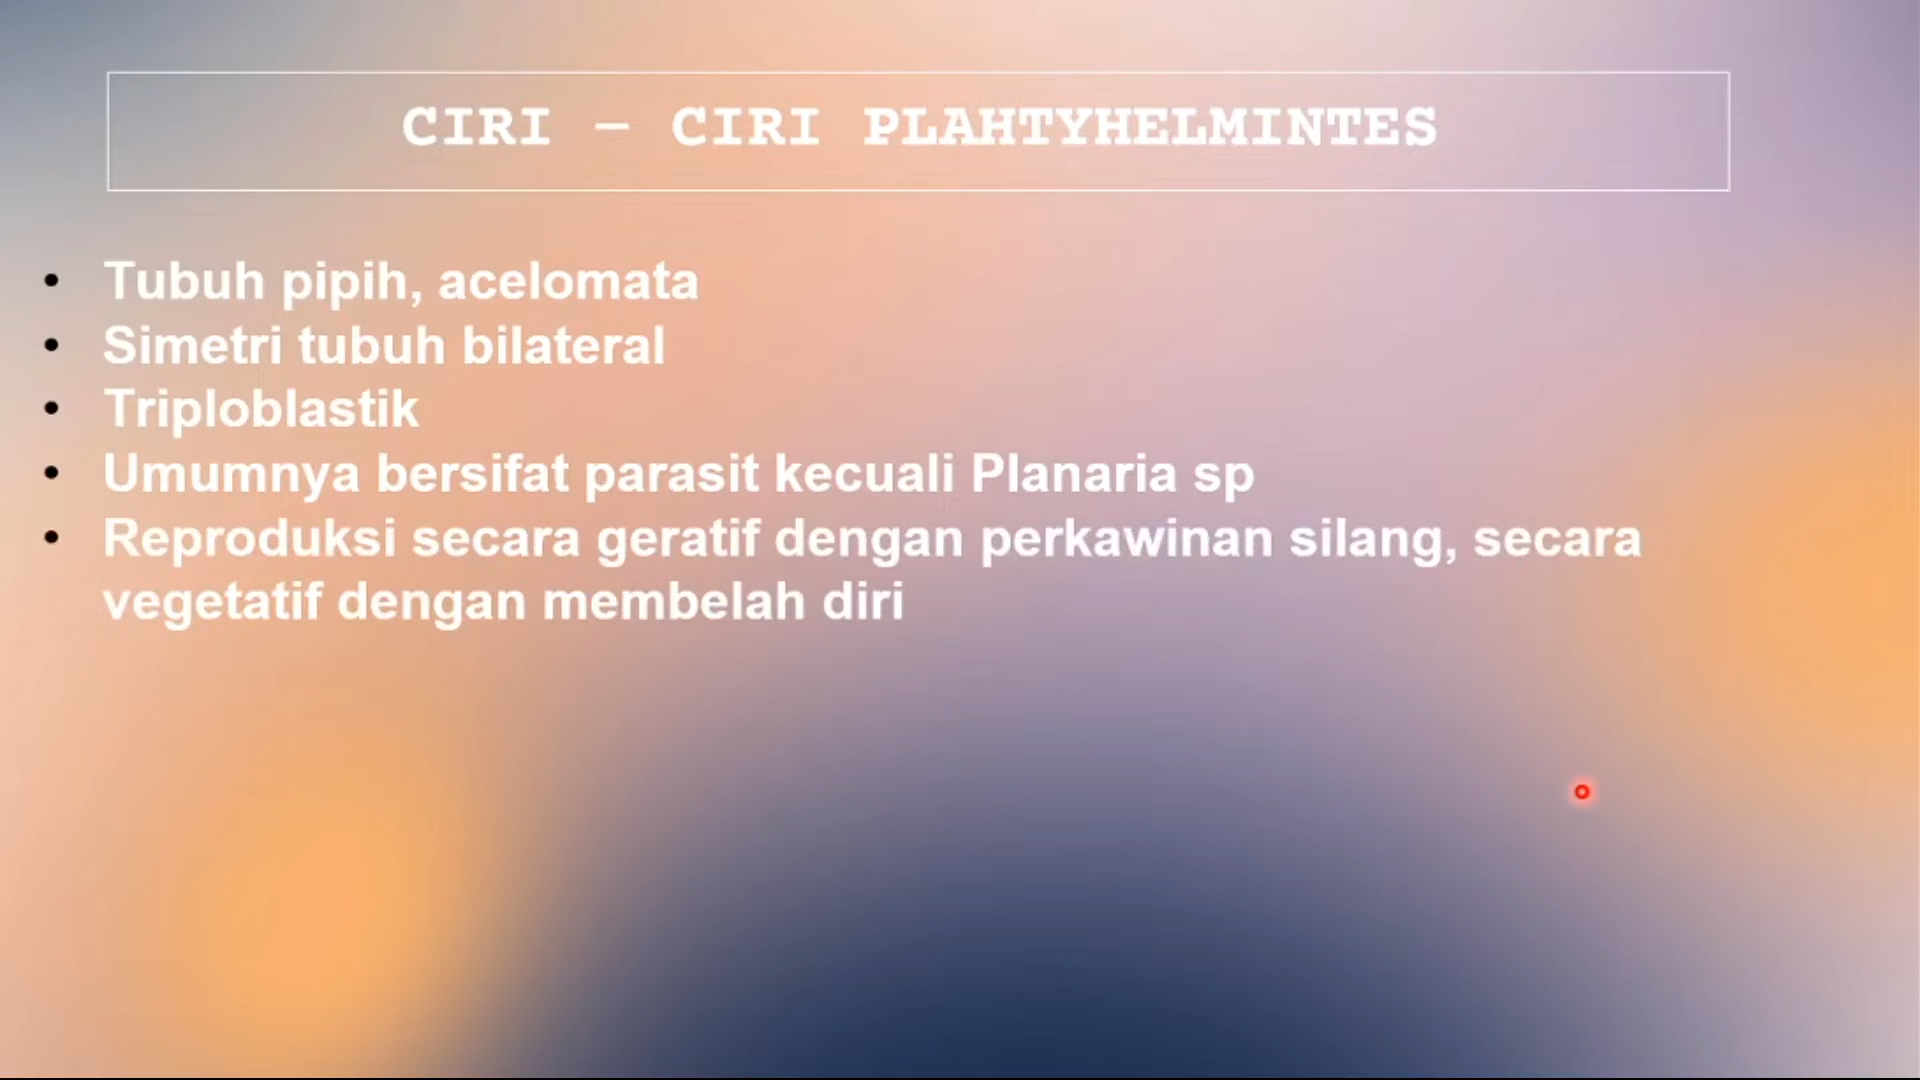 CIRI – CIRI PLAHTYHELMINTES
• Tubuh pipih, acelomata
• Simetri tubuh bilateral
• Triploblastik
• Umumnya bersifat parasit kecuali Planaria sp
• Reproduksi secara geratif dengan perkawinan silang, secara
vegetatif dengan membelah diri